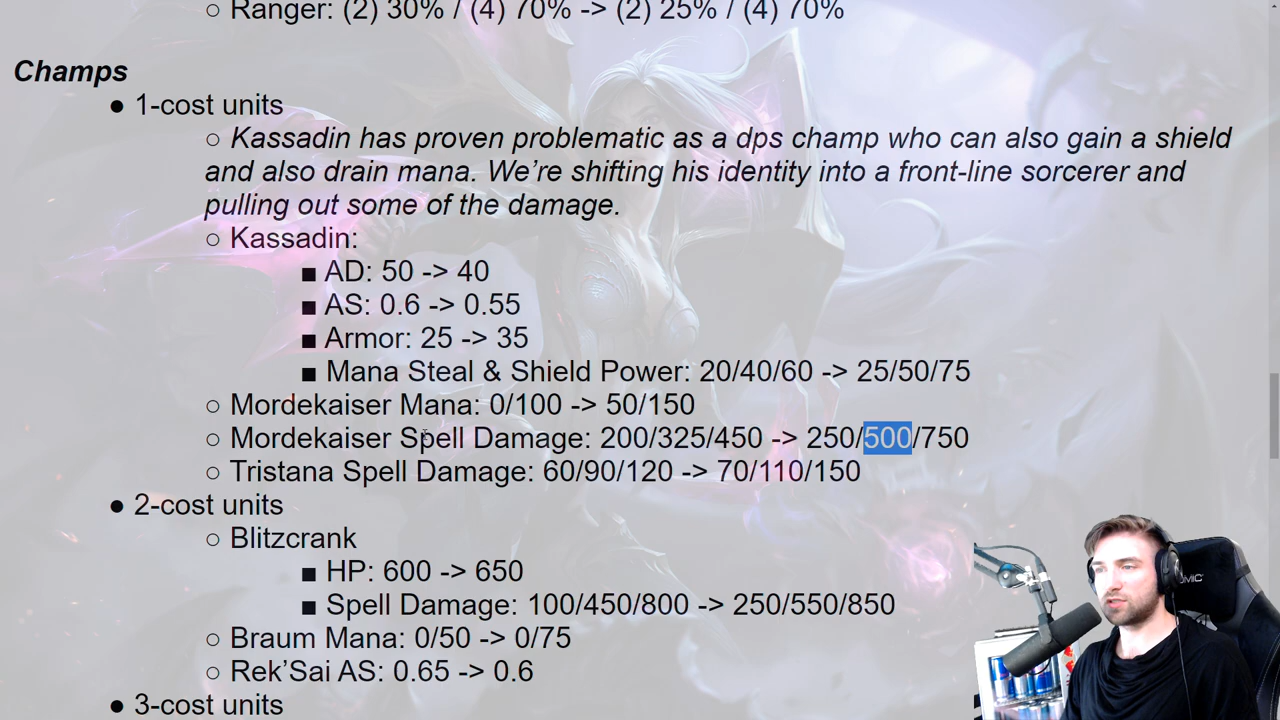 ○ Ranger: (2) 30% / (4) 70% -> (2) 25% / (4) 70%
Champs
● 1-cost units
○ Kassadin has proven problematic as a dps champ who can also gain a shield
and also drain mana. We’re shifting his identity into a front-line sorcerer and
pulling out some of the damage.
○ Kassadin:
■ AD: 50 -> 40
■ AS: 0.6 -> 0.55
■ Armor: 25 -> 35
■ Mana Steal & Shield Power: 20/40/60 -> 25/50/75
○ Mordekaiser Mana: 0/100 -> 50/150
○ Mordekaiser Spell Damage: 200/325/450 -> 250/500/750
○ Tristana Spell Damage: 60/90/120 -> 70/110/150
● 2-cost units
○ Blitzcrank
■ HP: 600 -> 650
■ Spell Damage: 100/450/800 -> 250/550/850
○ Braum Mana: 0/50 -> 0/75
○ Rek’Sai AS: 0.65 -> 0.6
● 3-cost units